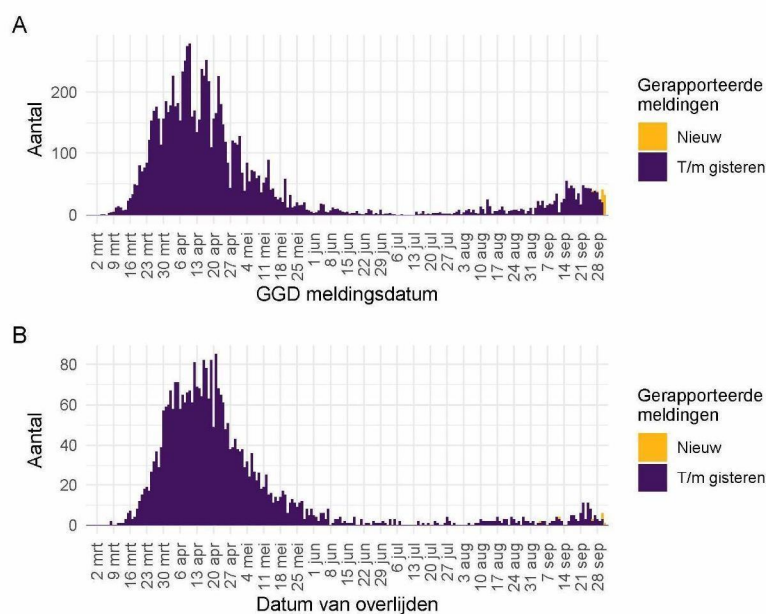 A
Aantal
200
100
0
2 mrt
9 mrt
16 mrt
23 mrt
30 mrt
6 apr
13 apr
20 apr
27 apr
4 mei
11 mei
18 mei
25 mei
1 jun
8 jun
15 jun
22 jun
29 jun
6 jul
13 jul
20 jul
27 jul
3 aug
10 aug
17 aug
24 aug
31 aug
7 sep
14 sep
21 sep
28 sep
GGD meldingsdatum
Gerapporteerde
meldingen
Nieuw
T/m gisteren
B
Aantal
80
60
40
20
0
2 mrt
9 mrt
16 mrt
23 mrt
30 mrt
6 apr
13 apr
20 apr
27 apr
4 mei
11 mei
18 mei
25 mei
1 jun
8 jun
15 jun
22 jun
29 jun
6 jul
13 jul
20 jul
27 jul
3 aug
10 aug
17 aug
24 aug
31 aug
7 sep
14 sep
21 sep
28 sep
Datum van overlijden
Gerapporteerde
meldingen
Nieuw
T/m gisteren